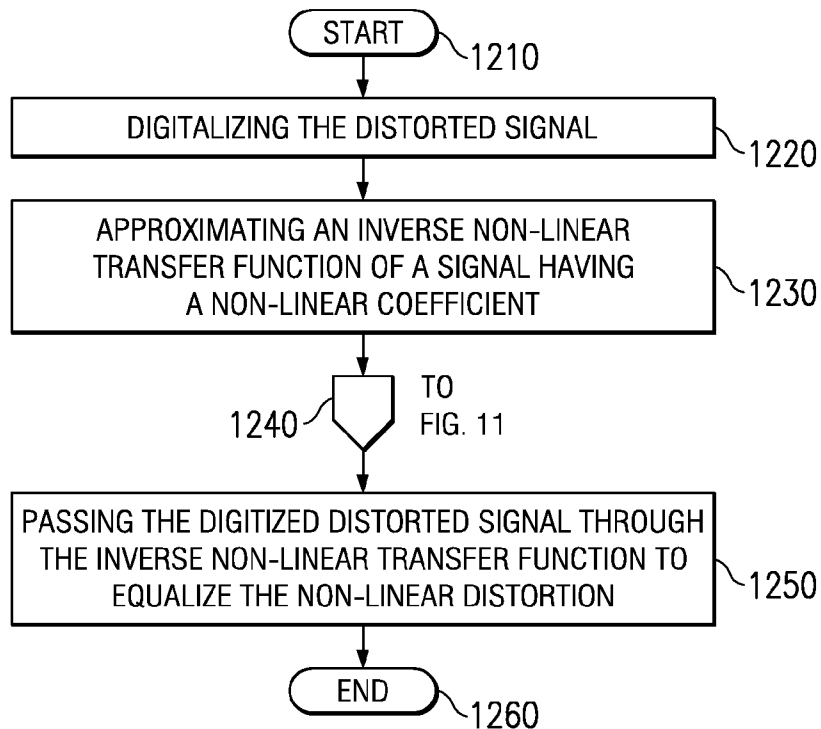 START
1210
DIGITALIZING THE DISTORTED SIGNAL
1220
APPROXIMATING AN INVERSE NON-LINEAR
TRANSFER FUNCTION OF A SIGNAL HAVING
A NON-LINEAR COEFFICIENT
1230
1240
TO
FIG. 11
PASSING THE DIGITIZED DISTORTED SIGNAL THROUGH
THE INVERSE NON-LINEAR TRANSFER FUNCTION TO
EQUALIZE THE NON-LINEAR DISTORTION
1250
END
1260